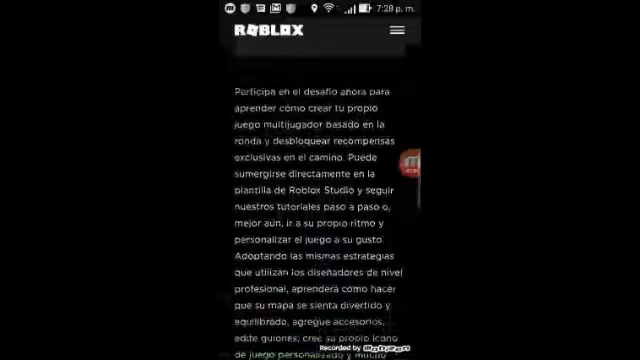 7:28 p. m.
ROBLOX
Participa en el desafío ahora para
aprender cómo crear tu propio
juego multijugador basado en la
ronda y desbloquear recompensas
exclusivas en el camino. Puede
sumergirse directamente en la
plantilla de Roblox Studio y seguir
nuestros tutoriales paso a paso o,
mejor aún, ir a su propio ritmo y
personalizar el juego a su gusto
Adoptando las mismas estrategias
que utilizan los diseñadores de nivel
profesional, aprenderá cómo hacer
que su mapa se sienta divertido y
equilibrado, agregue accesorios,
edite guiones, cree su propio icono
de juego personalizado y mucho
Recorded by